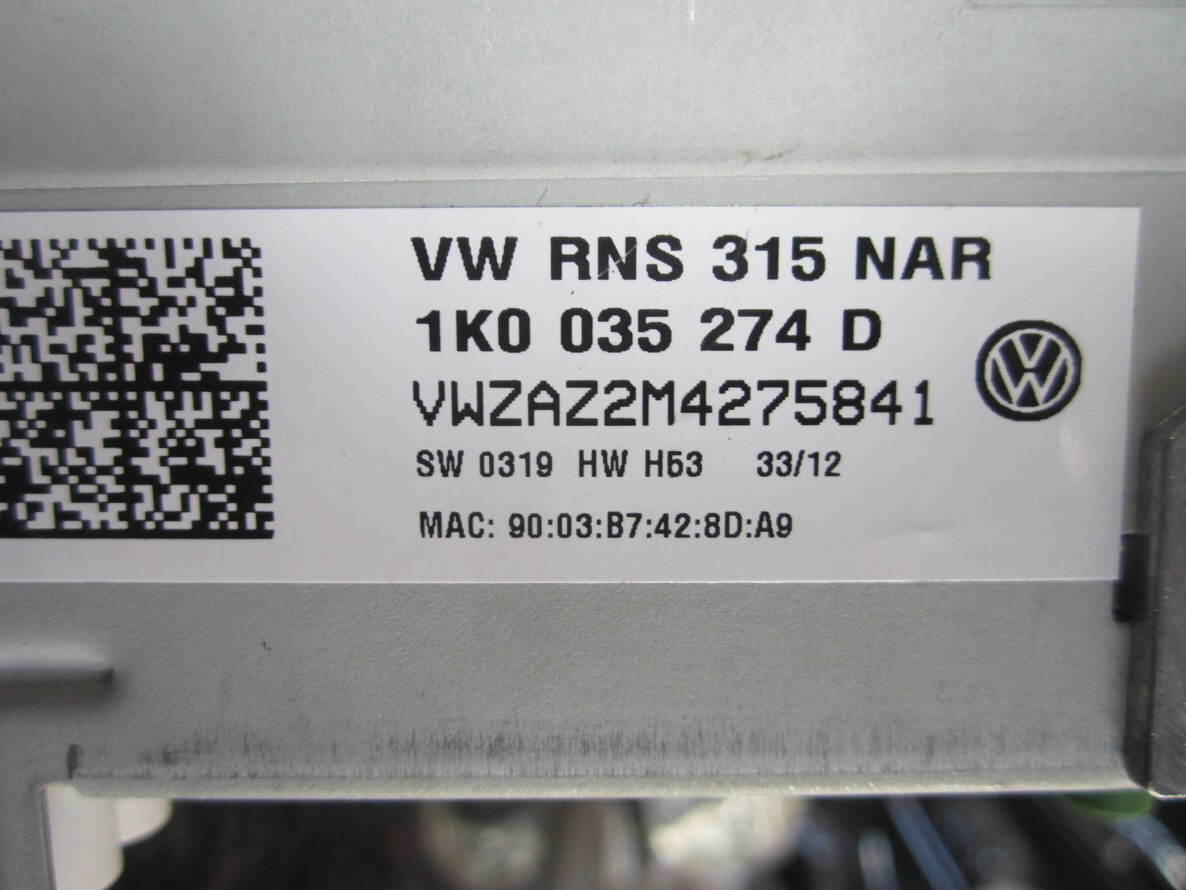 VW RNS 315 NAR
1K0 035 274 D
VWZAZ2M4275841
SW 0319 HW H53 33/12
MAC: 90:03:B7:42:8D:A9